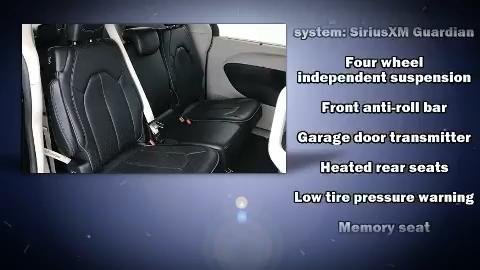 system: SiriusXM Guardian
Four wheel
independent suspension
Front anti-roll bar
Garage door transmitter
Heated rear seats
Low tire pressure warning
Memory seat